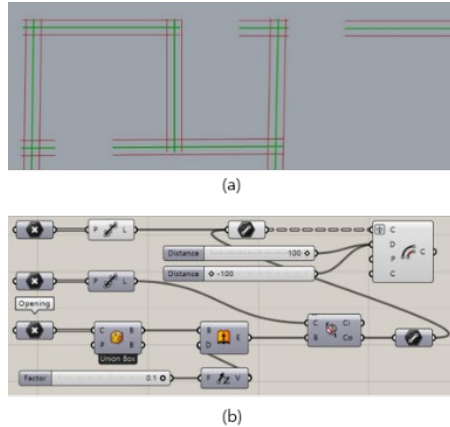 (a)
P L
C
Distance 100
D
P C
Distance -100
C
P L
Opening
C Ci
C B B E B Co
P B D
Union Box
Factor 0.1 F Z V
(b)